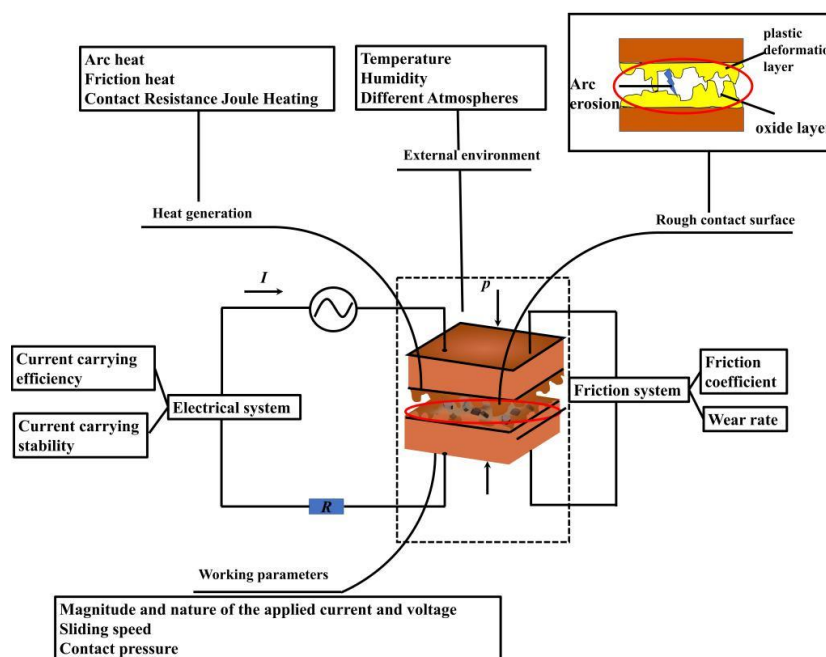 Arc heat
Friction heat
Contact Resistance Joule Heating
Temperature
Humidity
Different Atmospheres
plastic
deformation
layer
Arc
erosion
oxide layer
External environment
Heat generation
Rough contact surface
I
p
Current carrying
efficiency
Electrical system
Current carrying
stability
Friction system
Friction
coefficient
Wear rate
R
Working parameters
Magnitude and nature of the applied current and voltage
Sliding speed
Contact pressure